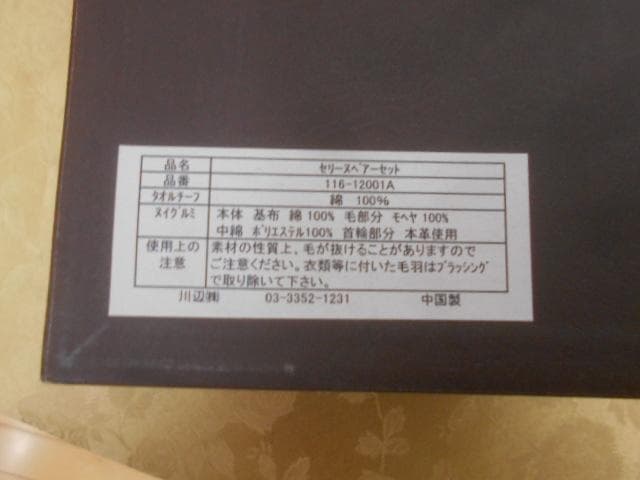 品名 ｾﾘｰﾇﾍﾞｱｰｾｯﾄ
品番 116-12001A
ﾀｵﾙﾁｰﾌ 綿 100%
ﾇｲｸﾞﾙﾐ 本体 基布 綿100% 毛部分 ﾓﾍﾔ100%
中綿 ﾎﾟﾘｴｽﾃﾙ100% 首輪部分 本革使用
使用上の 素材の性質上、毛が抜けることがありますので
注意 ご注意ください。衣類等に付いた毛羽はﾌﾞﾗｯｼﾝｸﾞ
で取り除いて下さい。
川辺㈱ 03-3352-1231 中国製